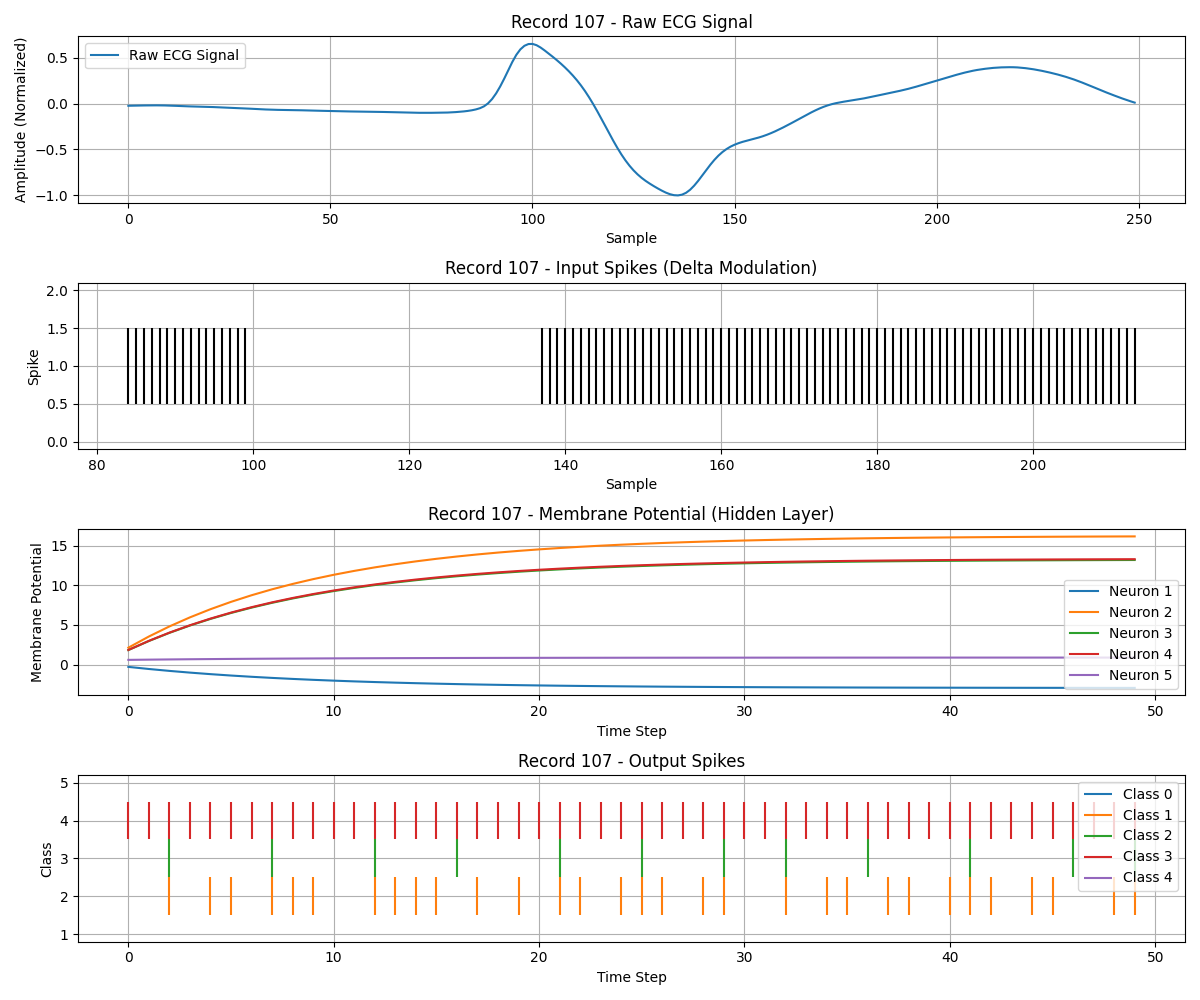 Record 107 - Raw ECG Signal
Amplitude (Normalized)
0.5
0.0
−0.5
−1.0
Raw ECG Signal
0 50 100 150 200 250
Sample
Record 107 - Input Spikes (Delta Modulation)
Spike
2.0
1.5
1.0
0.5
0.0
80 100 120 140 160 180 200
Sample
Record 107 - Membrane Potential (Hidden Layer)
Membrane Potential
15
10
5
0
Neuron 1
Neuron 2
Neuron 3
Neuron 4
Neuron 5
0 10 20 30 40 50
Time Step
Record 107 - Output Spikes
Class
5
4
3
2
1
Class 0
Class 1
Class 2
Class 3
Class 4
0 10 20 30 40 50
Time Step